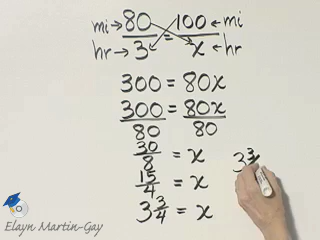 mi→ 80/3 = 100/x ←mi
hr→ ←hr
300 = 80x
300/80 = 80x/80
30/8 = x
15/4 = x
3 3/4 = x
3 3/
Elayn Martin-Gay